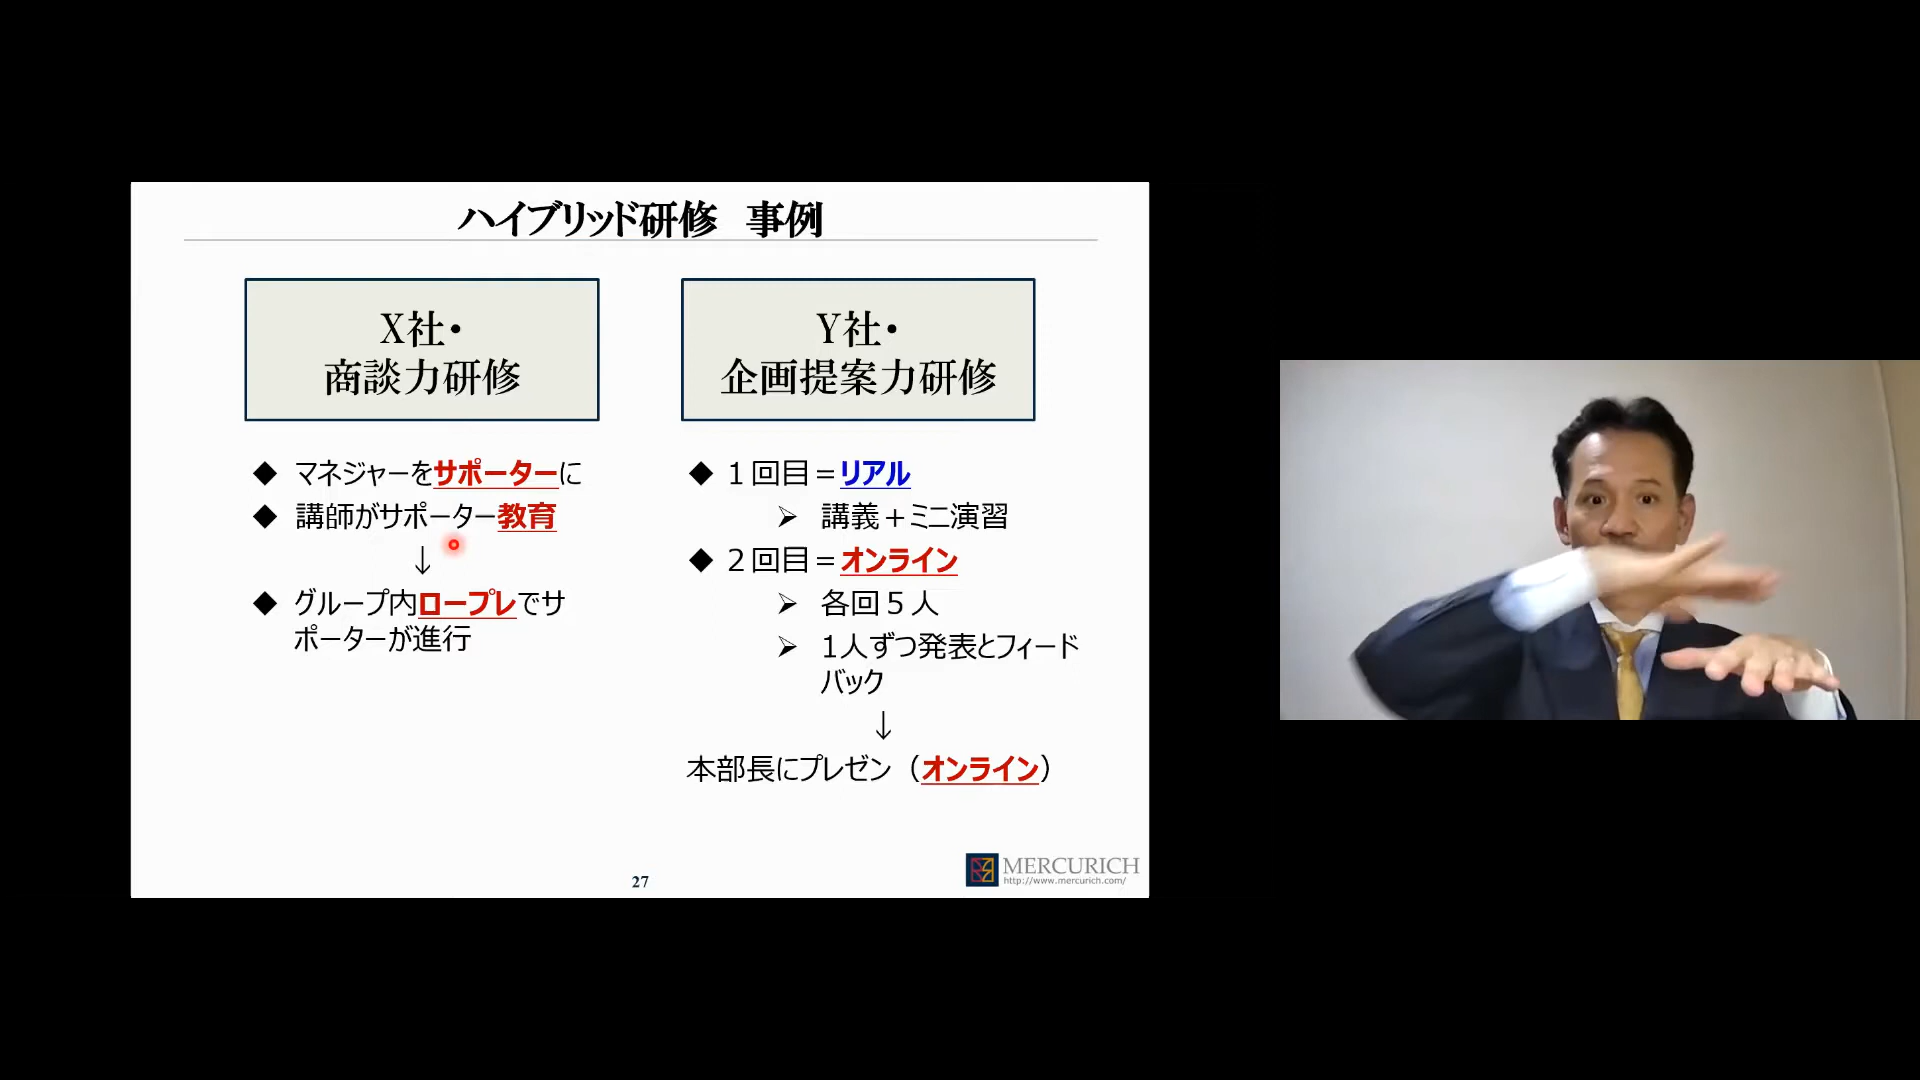 ハイブリッド研修　事例
X社・
商談力研修
◆ マネジャーをサポーターに
◆ 講師がサポーター教育
↓
◆ グループ内ロープレでサ
ポーターが進行
Y社・
企画提案力研修
◆ １回目＝リアル
➢ 講義＋ミニ演習
◆ ２回目＝オンライン
➢ 各回５人
➢ 1人ずつ発表とフィード
バック
↓
本部長にプレゼン（オンライン）
27
MERCURICH
http://www.mercurich.com/